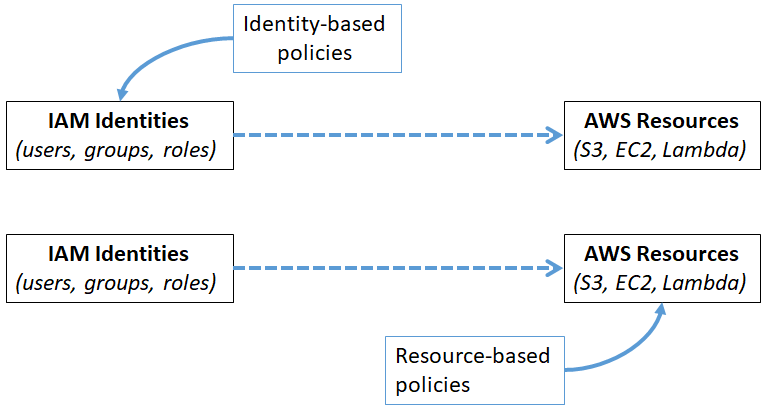 Identity-based
policies
IAM Identities
(users, groups, roles)
AWS Resources
(S3, EC2, Lambda)
IAM Identities
(users, groups, roles)
AWS Resources
(S3, EC2, Lambda)
Resource-based
policies